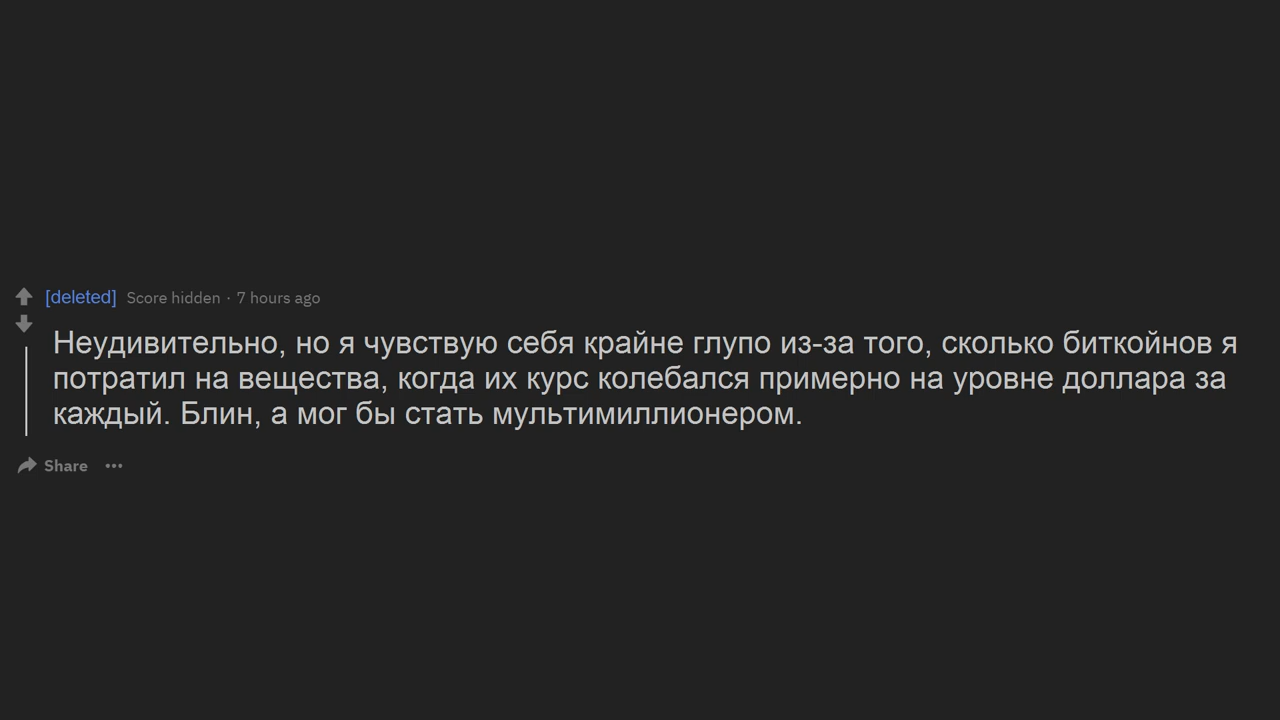 [deleted] Score hidden · 7 hours ago
Неудивительно, но я чувствую себя крайне глупо из-за того, сколько биткойнов я
потратил на вещества, когда их курс колебался примерно на уровне доллара за
каждый. Блин, а мог бы стать мультимиллионером.
Share